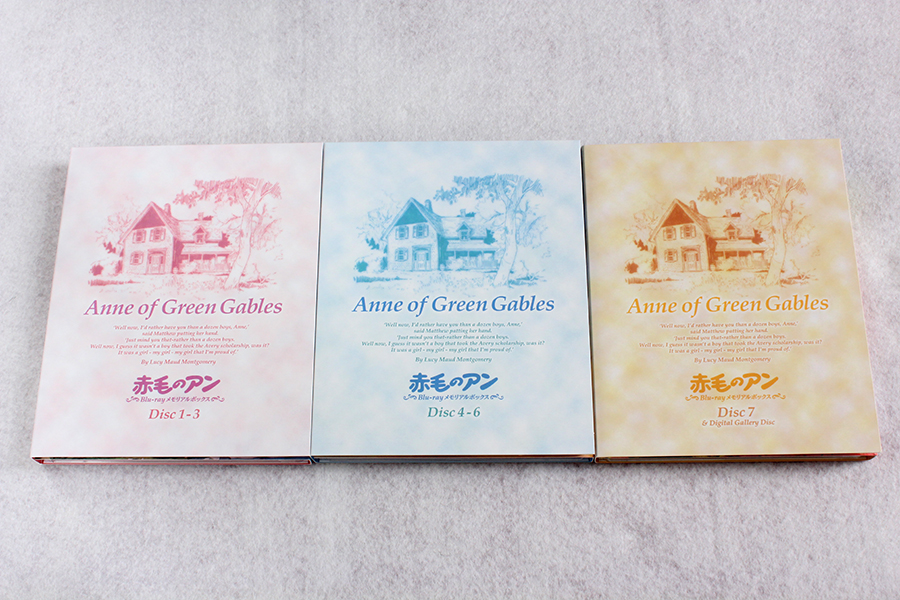 Anne of Green Gables
'Well now, I'd rather have you than a dozen boys, Anne,'
said Matthew patting her hand.
'Just mind you that-rather than a dozen boys.
Well now, I guess it wasn't a boy that took the Avery scholarship, was it?
It was a girl - my girl - my girl that I'm proud of.'
By Lucy Maud Montgomery
赤毛のアン
Blu-ray メモリアルボックス
Disc 1-3
Anne of Green Gables
'Well now, I'd rather have you than a dozen boys, Anne,'
said Matthew patting her hand.
'Just mind you that-rather than a dozen boys.
Well now, I guess it wasn't a boy that took the Avery scholarship, was it?
It was a girl - my girl - my girl that I'm proud of.'
By Lucy Maud Montgomery
赤毛のアン
Blu-ray メモリアルボックス
Disc 4-6
Anne of Green Gables
'Well now, I'd rather have you than a dozen boys, Anne,'
said Matthew patting her hand.
'Just mind you that-rather than a dozen boys.
Well now, I guess it wasn't a boy that took the Avery scholarship, was it?
It was a girl - my girl - my girl that I'm proud of.'
By Lucy Maud Montgomery
赤毛のアン
Blu-ray メモリアルボックス
Disc 7
& Digital Gallery Disc